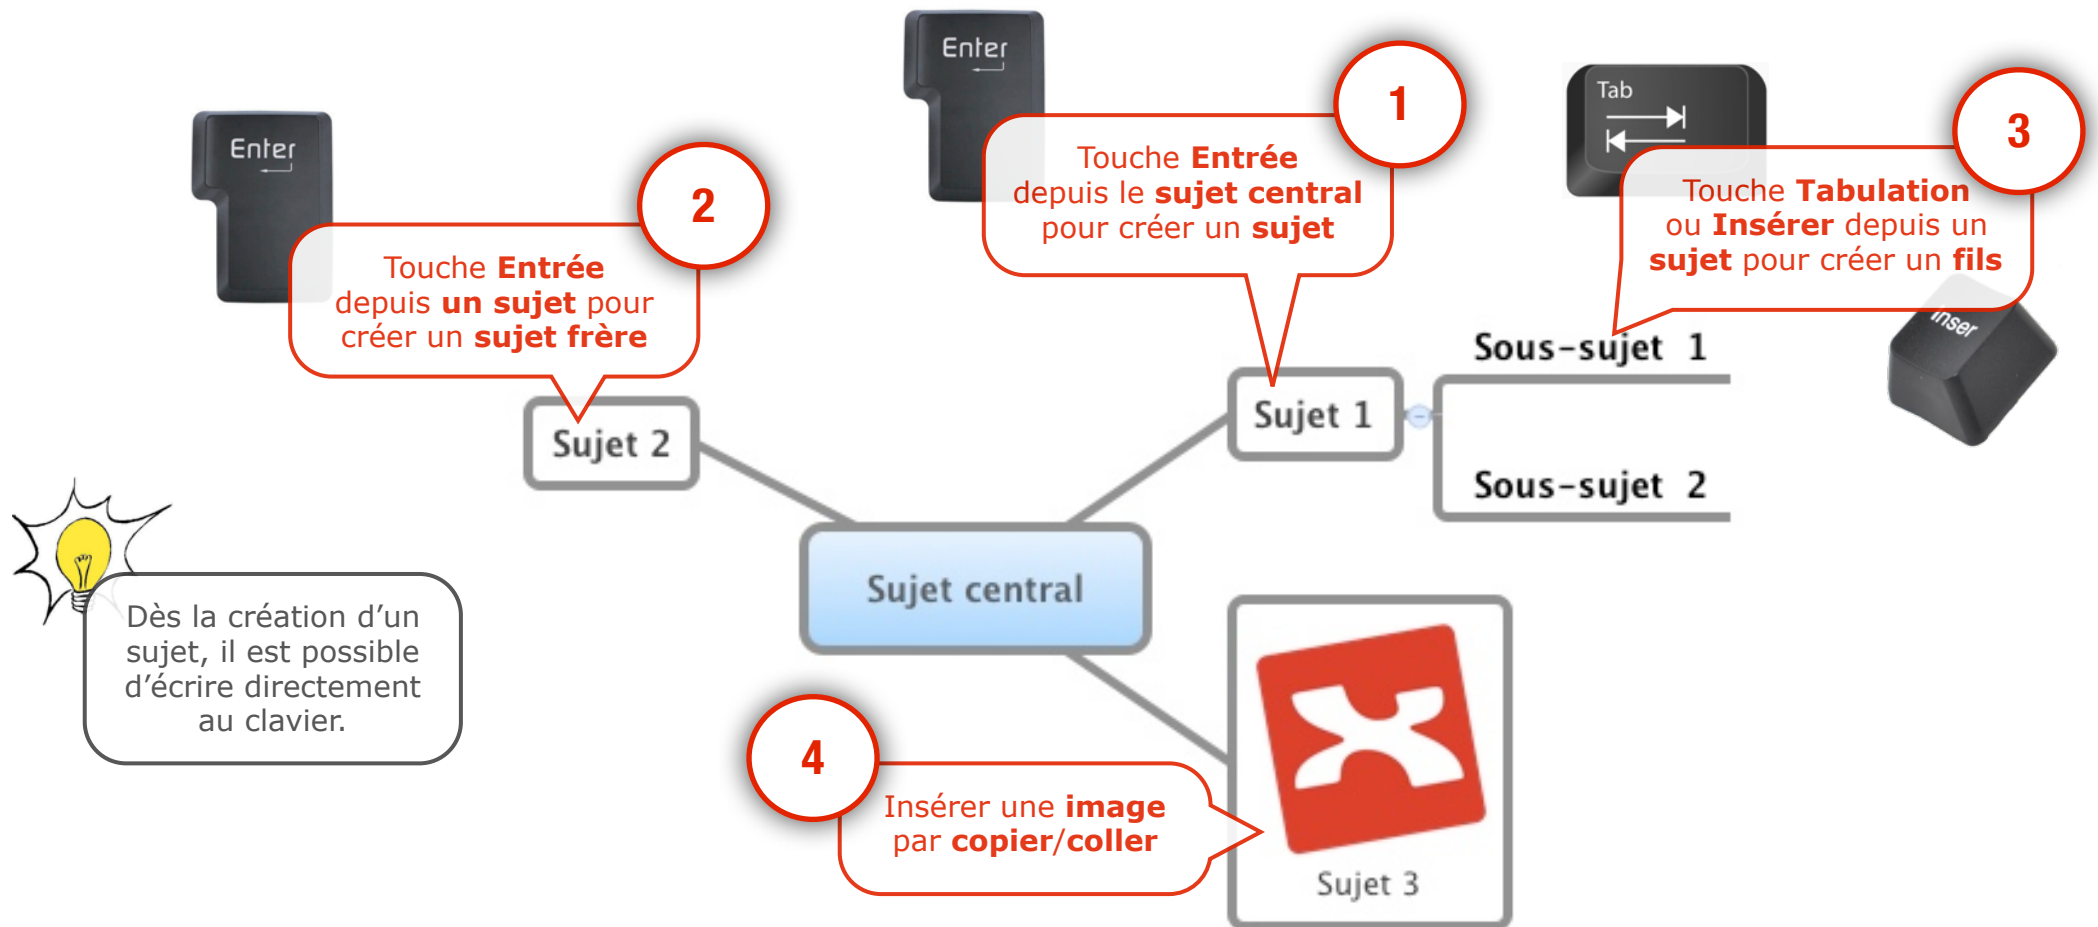 Enter
1
Touche Entrée
depuis le sujet central
pour créer un sujet
Enter
2
Touche Entrée
depuis un sujet pour
créer un sujet frère
Tab
3
Touche Tabulation
ou Insérer depuis un
sujet pour créer un fils
Inser
Sous-sujet 1
Sujet 1
Sous-sujet 2
Sujet 2
Sujet central
Dès la création d’un
sujet, il est possible
d’écrire directement
au clavier.
4
Insérer une image
par copier/coller
Sujet 3